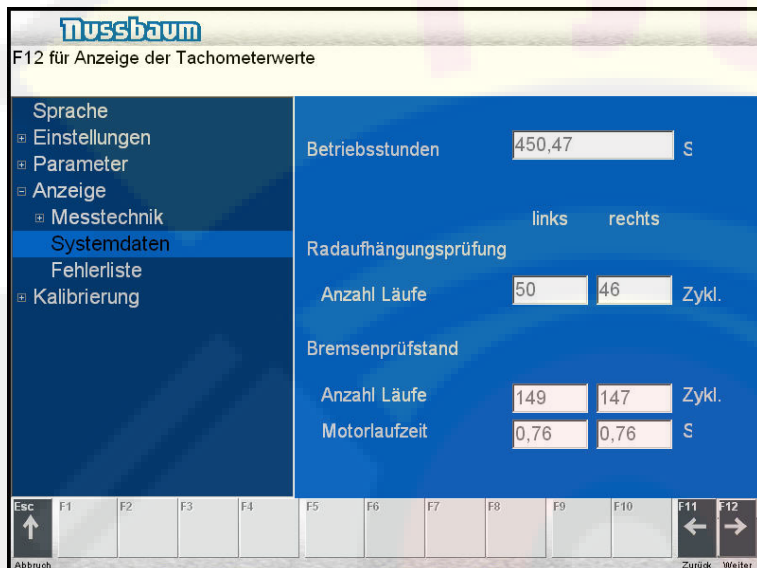 Nussbaum
F12 für Anzeige der Tachometerwerte
Sprache
Einstellungen
Parameter
Anzeige
Messtechnik
Systemdaten
Fehlerliste
Kalibrierung
Betriebsstunden 450,47 S
links rechts
Radaufhängungsprüfung
Anzahl Läufe 50 46 Zykl.
Bremsenprüfstand
Anzahl Läufe 149 147 Zykl.
Motorlaufzeit 0,76 0,76 S
Esc F1 F2 F3 F4 F5 F6 F7 F8 F9 F10 F11 F12
Abbruch Zurück Weiter